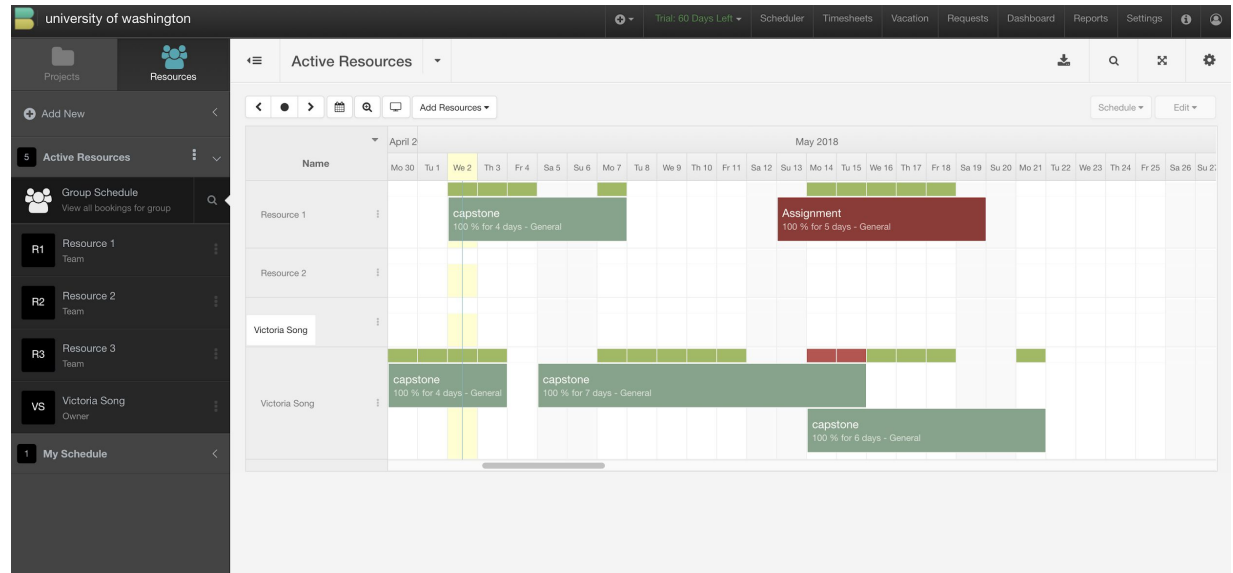 university of washington
Trial: 60 Days Left
Scheduler
Timesheets
Vacation
Requests
Dashboard
Reports
Settings
Projects
Resources
Active Resources
Add New
Add Resources
Schedule
Edit
5 Active Resources
Group Schedule
View all bookings for group
R1 Resource 1
Team
R2 Resource 2
Team
R3 Resource 3
Team
VS Victoria Song
Owner
1 My Schedule
Name
April 2
May 2018
Mo 30 Tu 1 We 2 Th 3 Fr 4 Sa 5 Su 6 Mo 7 Tu 8 We 9 Th 10 Fr 11 Sa 12 Su 13 Mo 14 Tu 15 We 16 Th 17 Fr 18 Sa 19 Su 20 Mo 21 Tu 22 We 23 Th 24 Fr 25 Sa 26 Su 27
Resource 1
capstone
100 % for 4 days - General
Assignment
100 % for 5 days - General
Resource 2
Victoria Song
Victoria Song
capstone
100 % for 4 days - General
capstone
100 % for 7 days - General
capstone
100 % for 6 days - General